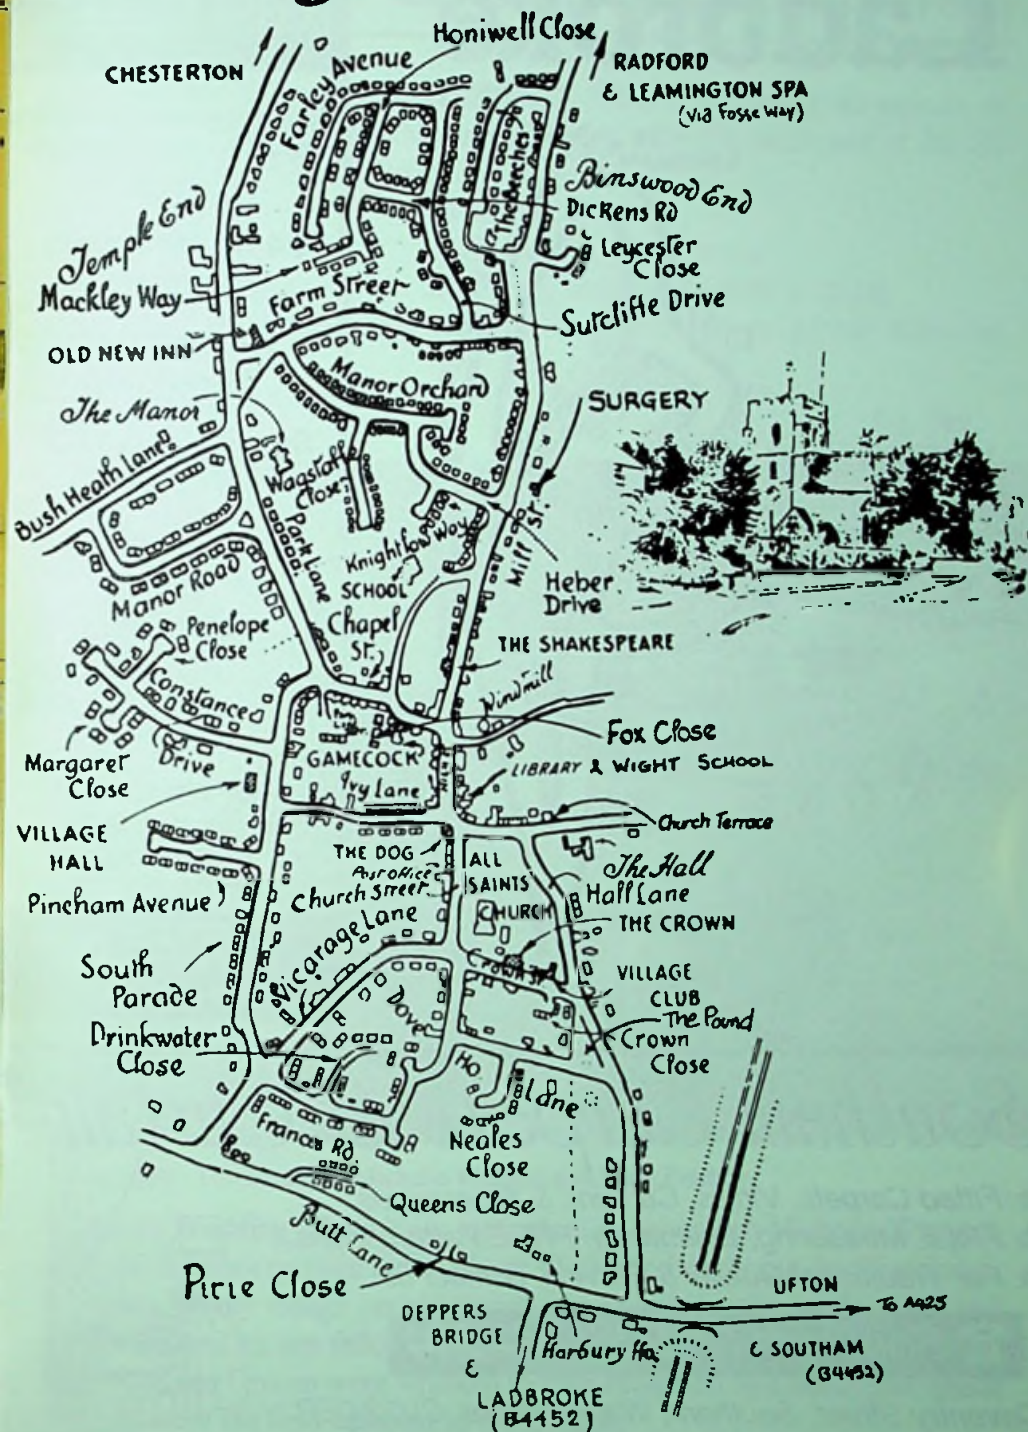 Honiwell Close
CHESTERTON
Farley Avenue
RADFORD
& LEAMINGTON SPA
(Via Fosse Way)
The Beeches
Binswood End
Dickens Rd
Temple End
Leycester
Close
Mackley Way
Farm Street
Sutcliffe Drive
OLD NEW INN
Manor Orchard
The Manor
SURGERY
Bush Heath Lane
Wagstaffe
Close
Park Lane
Knightlow Way
Mill St.
Manor Road
SCHOOL
Heber
Drive
Penelope
Close
Chapel
St.
THE SHAKESPEARE
Constance
Drive
Windmill
Fox Close
Margaret
Close
GAMECOCK
LIBRARY & WIGHT SCHOOL
Ivy Lane
Church Terrace
VILLAGE
HALL
THE DOG
Post office
Church Street
ALL
SAINTS
CHURCH
The Hall
Hall Lane
Pincham Avenue
THE CROWN
Vicarage Lane
Crown St
South
Parade
VILLAGE
CLUB
The Pound
Crown
Close
Drinkwater
Close
Dovehouse
Lane
Francis Rd.
Neales
Close
Queens Close
Butt Lane
Pirie Close
UFTON
To A425
DEPPERS
BRIDGE
&
LADBROKE
(B4452)
Harbury Ho.
& SOUTHAM
(B4452)